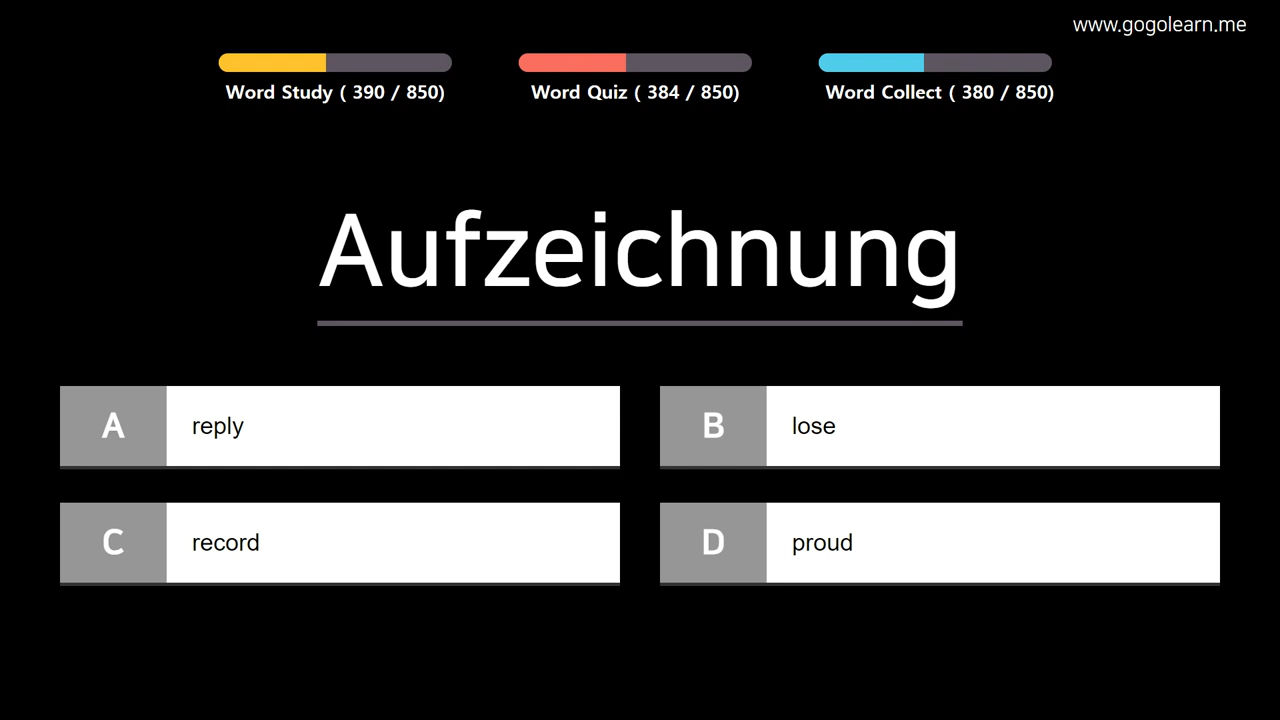 www.gogolearn.me
Word Study ( 390 / 850)
Word Quiz ( 384 / 850)
Word Collect ( 380 / 850)
Aufzeichnung
A reply
B lose
C record
D proud